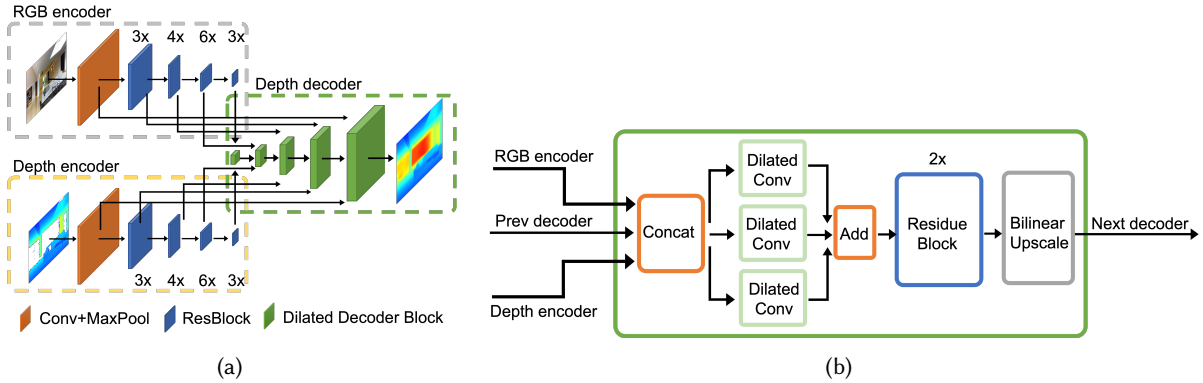 RGB encoder
3x 4x 6x 3x
Depth decoder
Depth encoder
3x 4x 6x 3x
Conv+MaxPool ResBlock Dilated Decoder Block
(a)
RGB encoder
Prev decoder
Depth encoder
Concat
Dilated
Conv
Dilated
Conv
Dilated
Conv
Add
2x
Residue
Block
Bilinear
Upscale
Next decoder
(b)